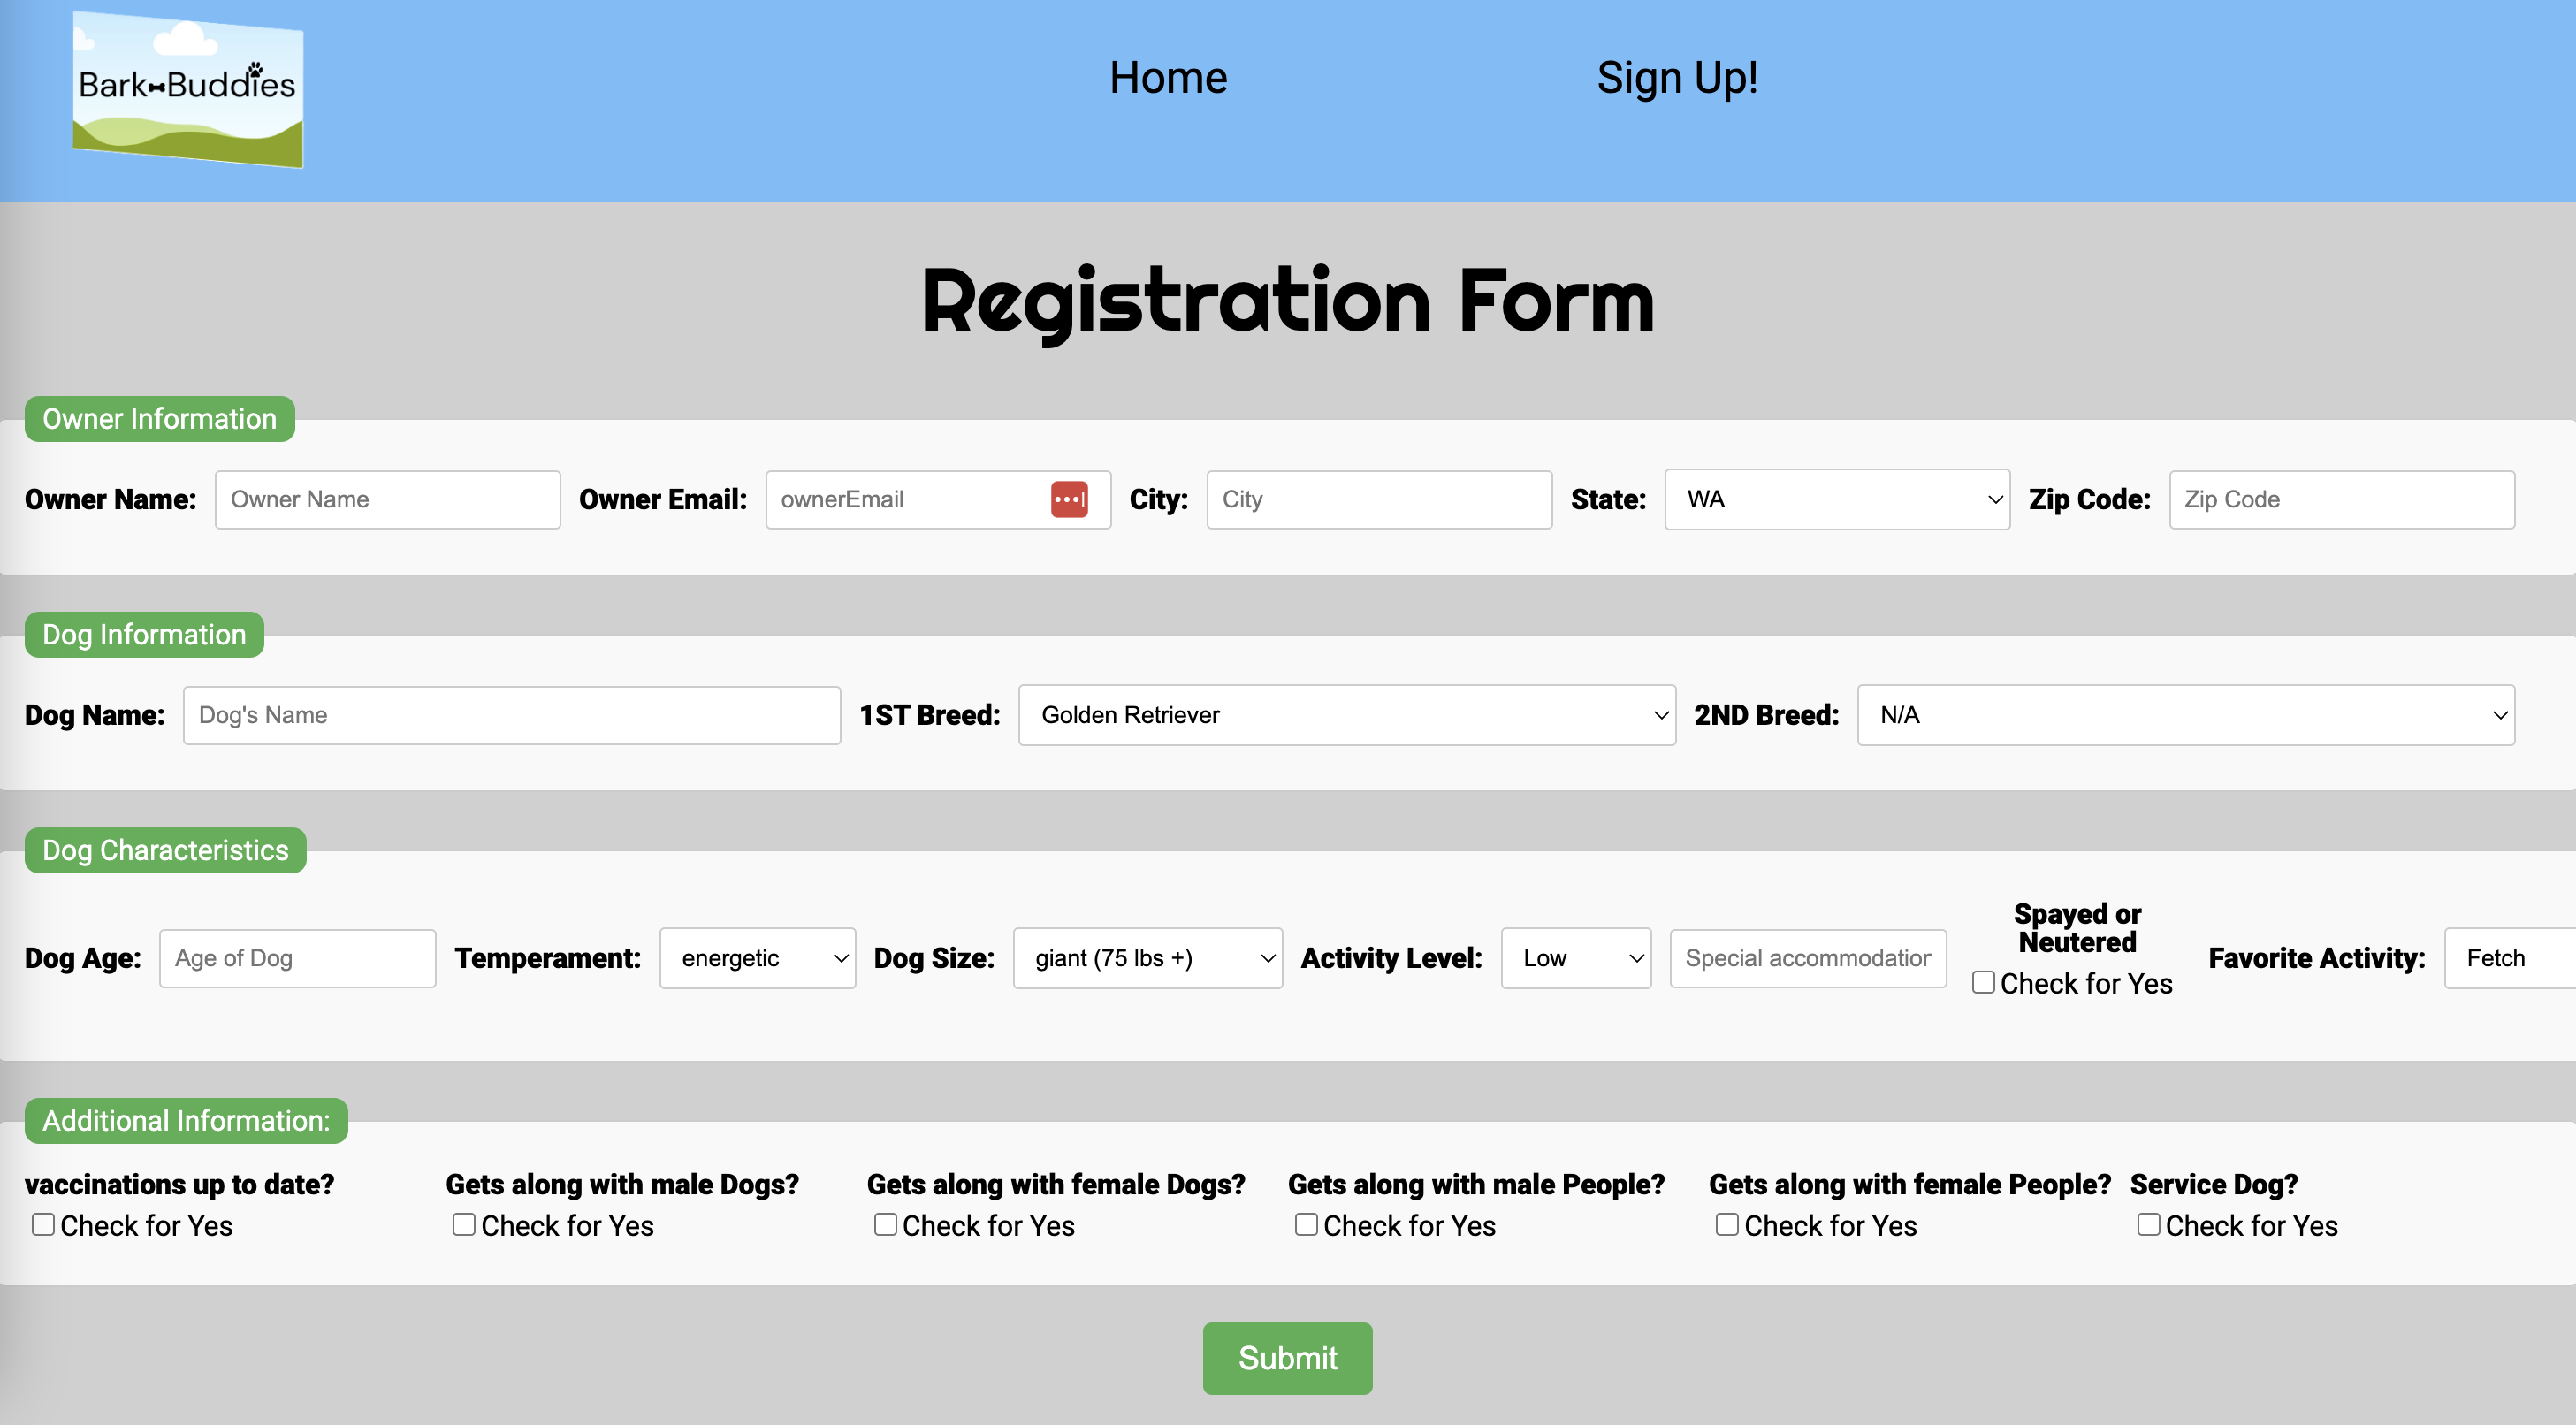 Bark Buddies
Home
Sign Up!
Registration Form
Owner Information
Owner Name: Owner Name Owner Email: ownerEmail City: City State: WA Zip Code: Zip Code
Dog Information
Dog Name: Dog's Name 1ST Breed: Golden Retriever 2ND Breed: N/A
Dog Characteristics
Dog Age: Age of Dog Temperament: energetic Dog Size: giant (75 lbs +) Activity Level: Low Special accommodation
Spayed or
Neutered
Check for Yes
Favorite Activity: Fetch
Additional Information:
vaccinations up to date? Gets along with male Dogs? Gets along with female Dogs? Gets along with male People? Gets along with female People? Service Dog?
Check for Yes Check for Yes Check for Yes Check for Yes Check for Yes Check for Yes
Submit